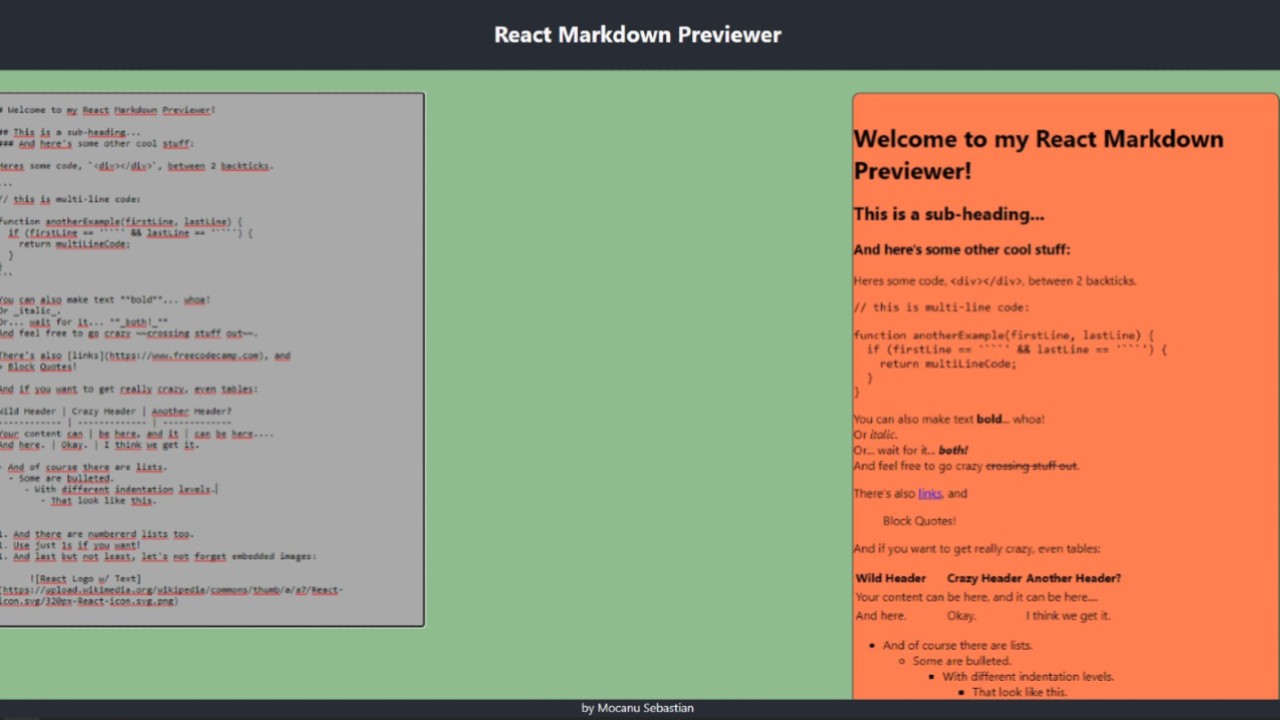 React Markdown Previewer
# Welcome to my React Markdown Previewer!
## This is a sub-heading...
### And here's some other cool stuff:
Heres some code, `<div></div>`, between 2 backticks.
```
// this is multi-line code:
function anotherExample(firstLine, lastLine) {
if (firstLine == '```' && lastLine == '```') {
return multiLineCode;
}
}
```
You can also make text **bold**... whoa!
Or _italic_.
Or... wait for it... **_both!_**
And feel free to go crazy ~~crossing stuff out~~.
There's also [links](https://www.freecodecamp.com), and
> Block Quotes!
And if you want to get really crazy, even tables:
Wild Header | Crazy Header | Another Header?
------------ | ------------- | -------------
Your content can | be here, and it | can be here....
And here. | Okay. | I think we get it.
- And of course there are lists.
- Some are bulleted.
- With different indentation levels.
- That look like this.
1. And there are numbererd lists too.
1. Use just 1s if you want!
1. And last but not least, let's not forget embedded images:
![React Logo w/ Text]
(https://upload.wikimedia.org/wikipedia/commons/thumb/a/a7/React-
icon.svg/320px-React-icon.svg.png)
Welcome to my React Markdown
Previewer!
This is a sub-heading...
And here's some other cool stuff:
Heres some code, <div></div>, between 2 backticks.
// this is multi-line code:
function anotherExample(firstLine, lastLine) {
if (firstLine == '```' && lastLine == '```') {
return multiLineCode;
}
}
You can also make text bold... whoa!
Or italic.
Or... wait for it... both!
And feel free to go crazy crossing stuff out.
There's also links, and
Block Quotes!
And if you want to get really crazy, even tables:
Wild Header Crazy Header Another Header?
Your content can be here, and it can be here....
And here. Okay. I think we get it.
• And of course there are lists.
○ Some are bulleted.
▪ With different indentation levels.
▪ That look like this.
by Mocanu Sebastian